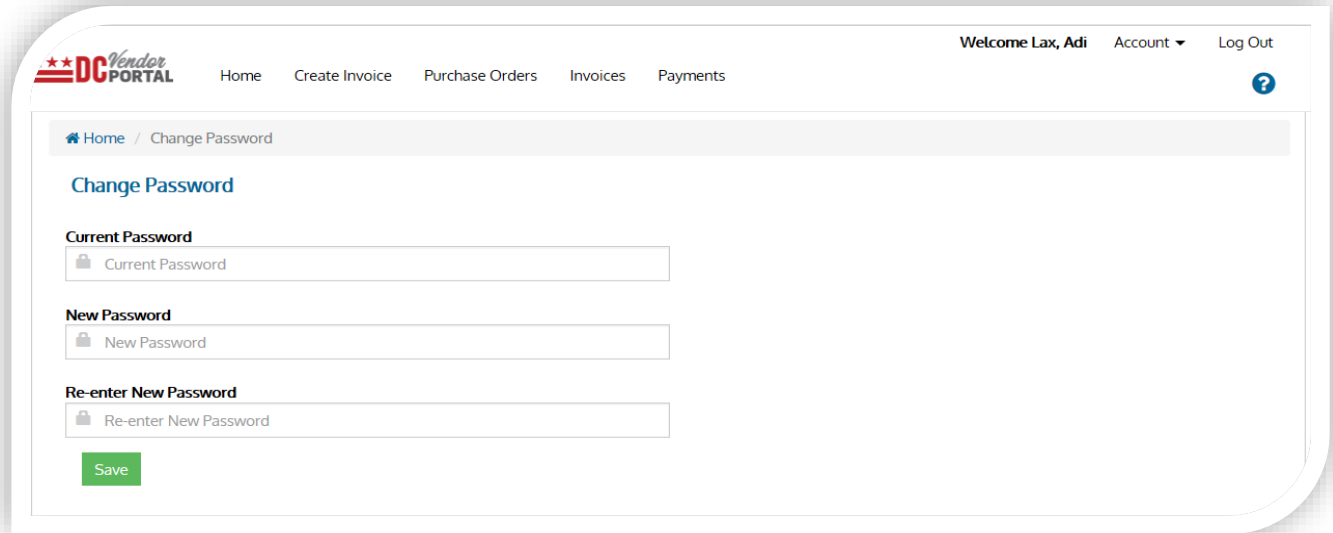 Welcome Lax, Adi Account Log Out
DC Vendor PORTAL
Home Create Invoice Purchase Orders Invoices Payments
?
Home / Change Password
Change Password
Current Password
Current Password
New Password
New Password
Re-enter New Password
Re-enter New Password
Save